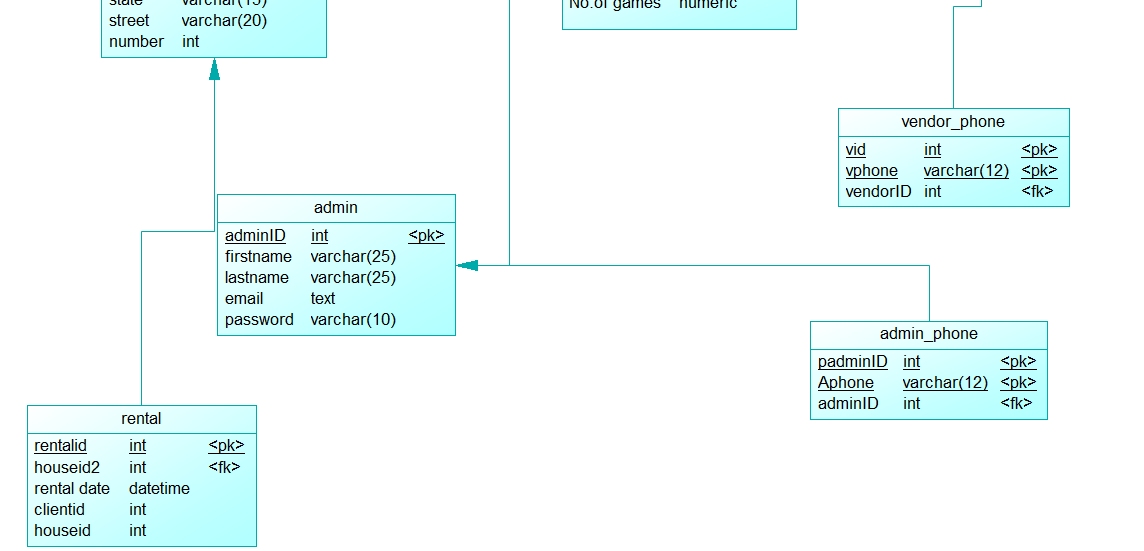 state varchar(15)
street varchar(20)
number int
No.of games numeric
vendor_phone
vid int <pk>
vphone varchar(12) <pk>
vendorID int <fk>
admin
adminID int <pk>
firstname varchar(25)
lastname varchar(25)
email text
password varchar(10)
admin_phone
padminID int <pk>
Aphone varchar(12) <pk>
adminID int <fk>
rental
rentalid int <pk>
houseid2 int <fk>
rental date datetime
clientid int
houseid int